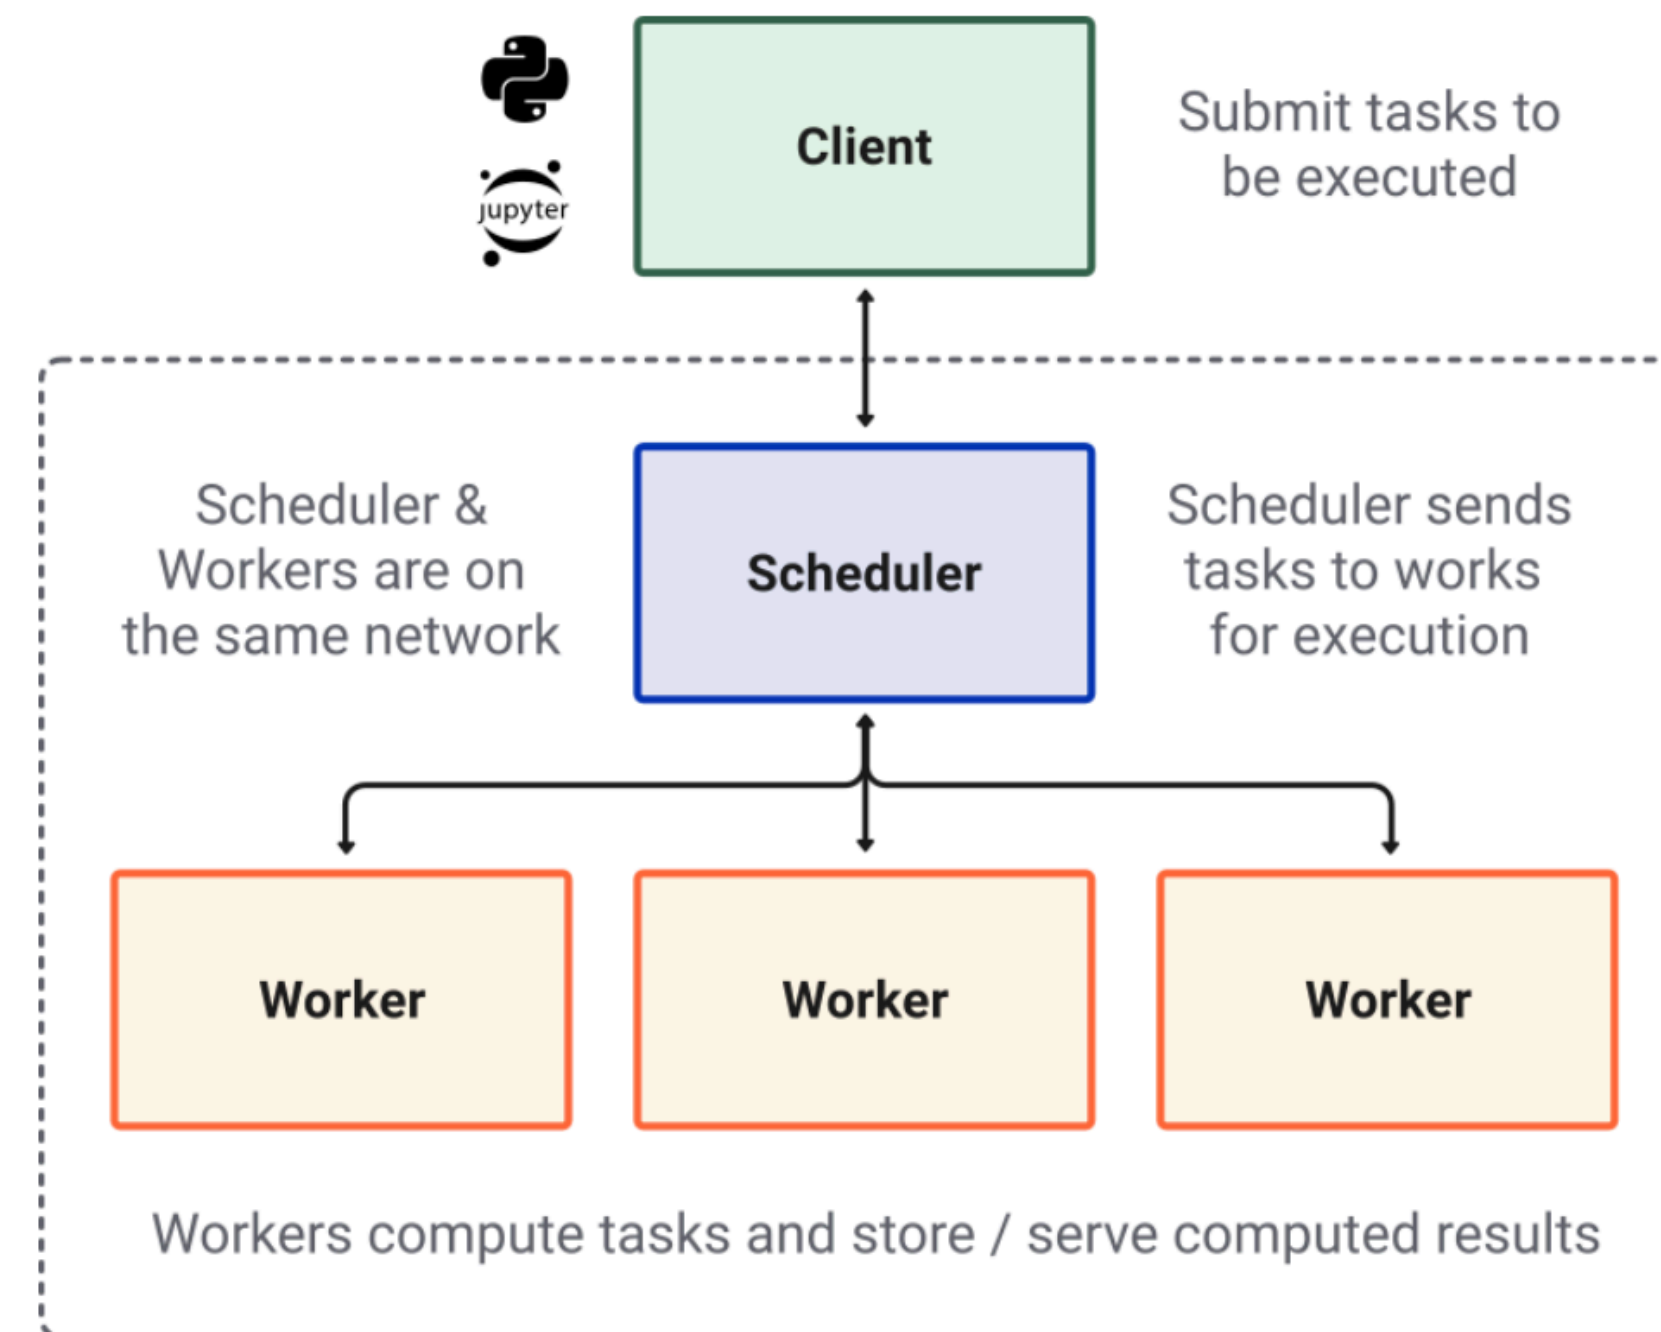 Client
Submit tasks to
be executed
jupyter
Scheduler &
Workers are on
the same network
Scheduler
Scheduler sends
tasks to works
for execution
Worker
Worker
Worker
Workers compute tasks and store / serve computed results